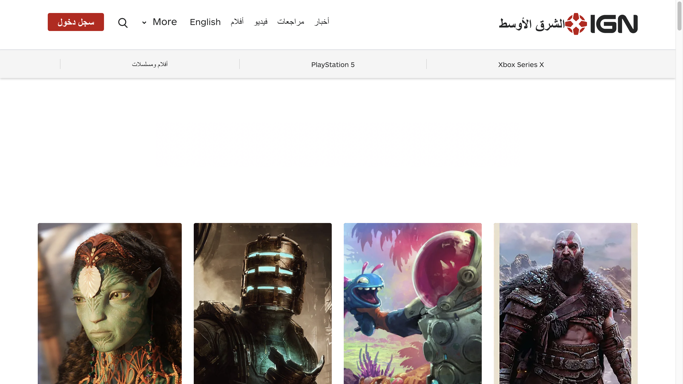 IGN الشرق الأوسط
أخبار مراجعات فيديو أفلام English More سجل دخول
Xbox Series X PlayStation 5 أفلام ومسلسلات